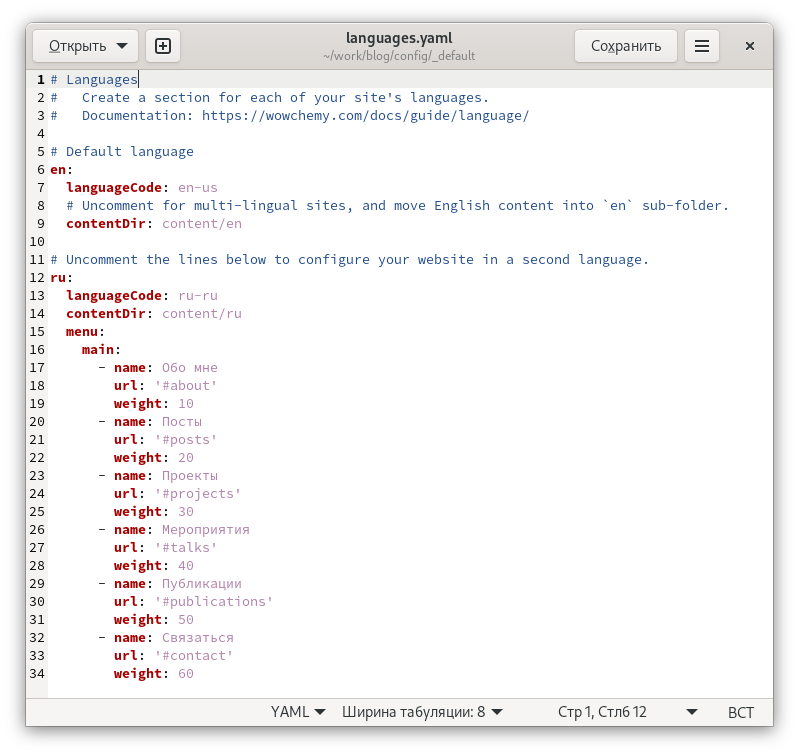 Открыть
languages.yaml
~/work/blog/config/_default
Сохранить
1 # Languages
2 #   Create a section for each of your site's languages.
3 #   Documentation: https://wowchemy.com/docs/guide/language/
4
5 # Default language
6 en:
7   languageCode: en-us
8   # Uncomment for multi-lingual sites, and move English content into `en` sub-folder.
9   contentDir: content/en
10
11 # Uncomment the lines below to configure your website in a second language.
12 ru:
13   languageCode: ru-ru
14   contentDir: content/ru
15   menu:
16     main:
17       - name: Обо мне
18         url: '#about'
19         weight: 10
20       - name: Посты
21         url: '#posts'
22         weight: 20
23       - name: Проекты
24         url: '#projects'
25         weight: 30
26       - name: Мероприятия
27         url: '#talks'
28         weight: 40
29       - name: Публикации
30         url: '#publications'
31         weight: 50
32       - name: Связаться
33         url: '#contact'
34         weight: 60
YAML Ширина табуляции: 8 Стр 1, Стлб 12 ВСТ